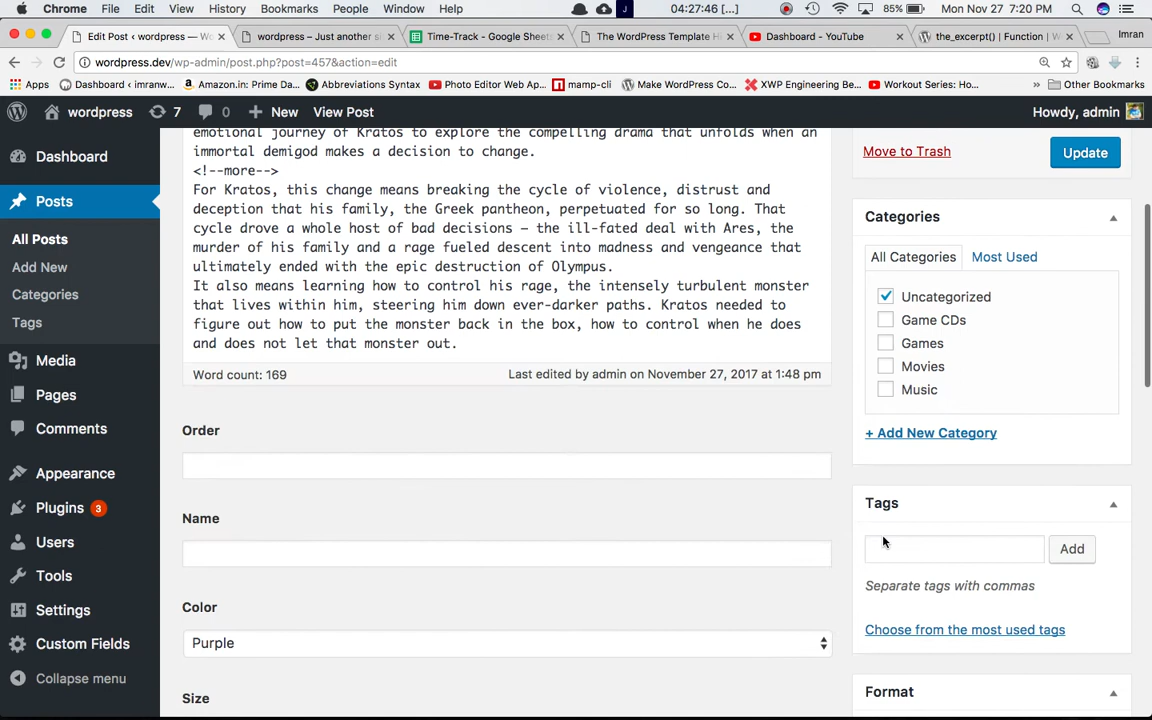 Chrome File Edit View History Bookmarks People Window Help 04:27:46 [...] 85% Mon Nov 27 7:20 PM
Edit Post ‹ wordpress — Wo × wordpress – Just another si × Time-Track - Google Sheets × The WordPress Template Hi × Dashboard - YouTube × the_excerpt() | Function | W × Imran
wordpress.dev/wp-admin/post.php?post=457&action=edit
Apps Dashboard ‹ imranw... Amazon.in: Prime Da... Abbreviations Syntax Photo Editor Web Ap... mamp-cli Make WordPress Co... XWP Engineering Be... Workout Series: Ho... » Other Bookmarks
wordpress 7 0 + New View Post Howdy, admin
Dashboard
Posts
All Posts
Add New
Categories
Tags
Media
Pages
Comments
Appearance
Plugins 3
Users
Tools
Settings
Custom Fields
Collapse menu
emotional journey of Kratos to explore the compelling drama that unfolds when an
immortal demigod makes a decision to change.
<!--more-->
For Kratos, this change means breaking the cycle of violence, distrust and
deception that his family, the Greek pantheon, perpetuated for so long. That
cycle drove a whole host of bad decisions – the ill-fated deal with Ares, the
murder of his family and a rage fueled descent into madness and vengeance that
ultimately ended with the epic destruction of Olympus.
It also means learning how to control his rage, the intensely turbulent monster
that lives within him, steering him down ever-darker paths. Kratos needed to
figure out how to put the monster back in the box, how to control when he does
and does not let that monster out.
Word count: 169 Last edited by admin on November 27, 2017 at 1:48 pm
Order
Name
Color
Purple
Size
Move to Trash Update
Categories
All Categories Most Used
Uncategorized
Game CDs
Games
Movies
Music
+ Add New Category
Tags
Add
Separate tags with commas
Choose from the most used tags
Format